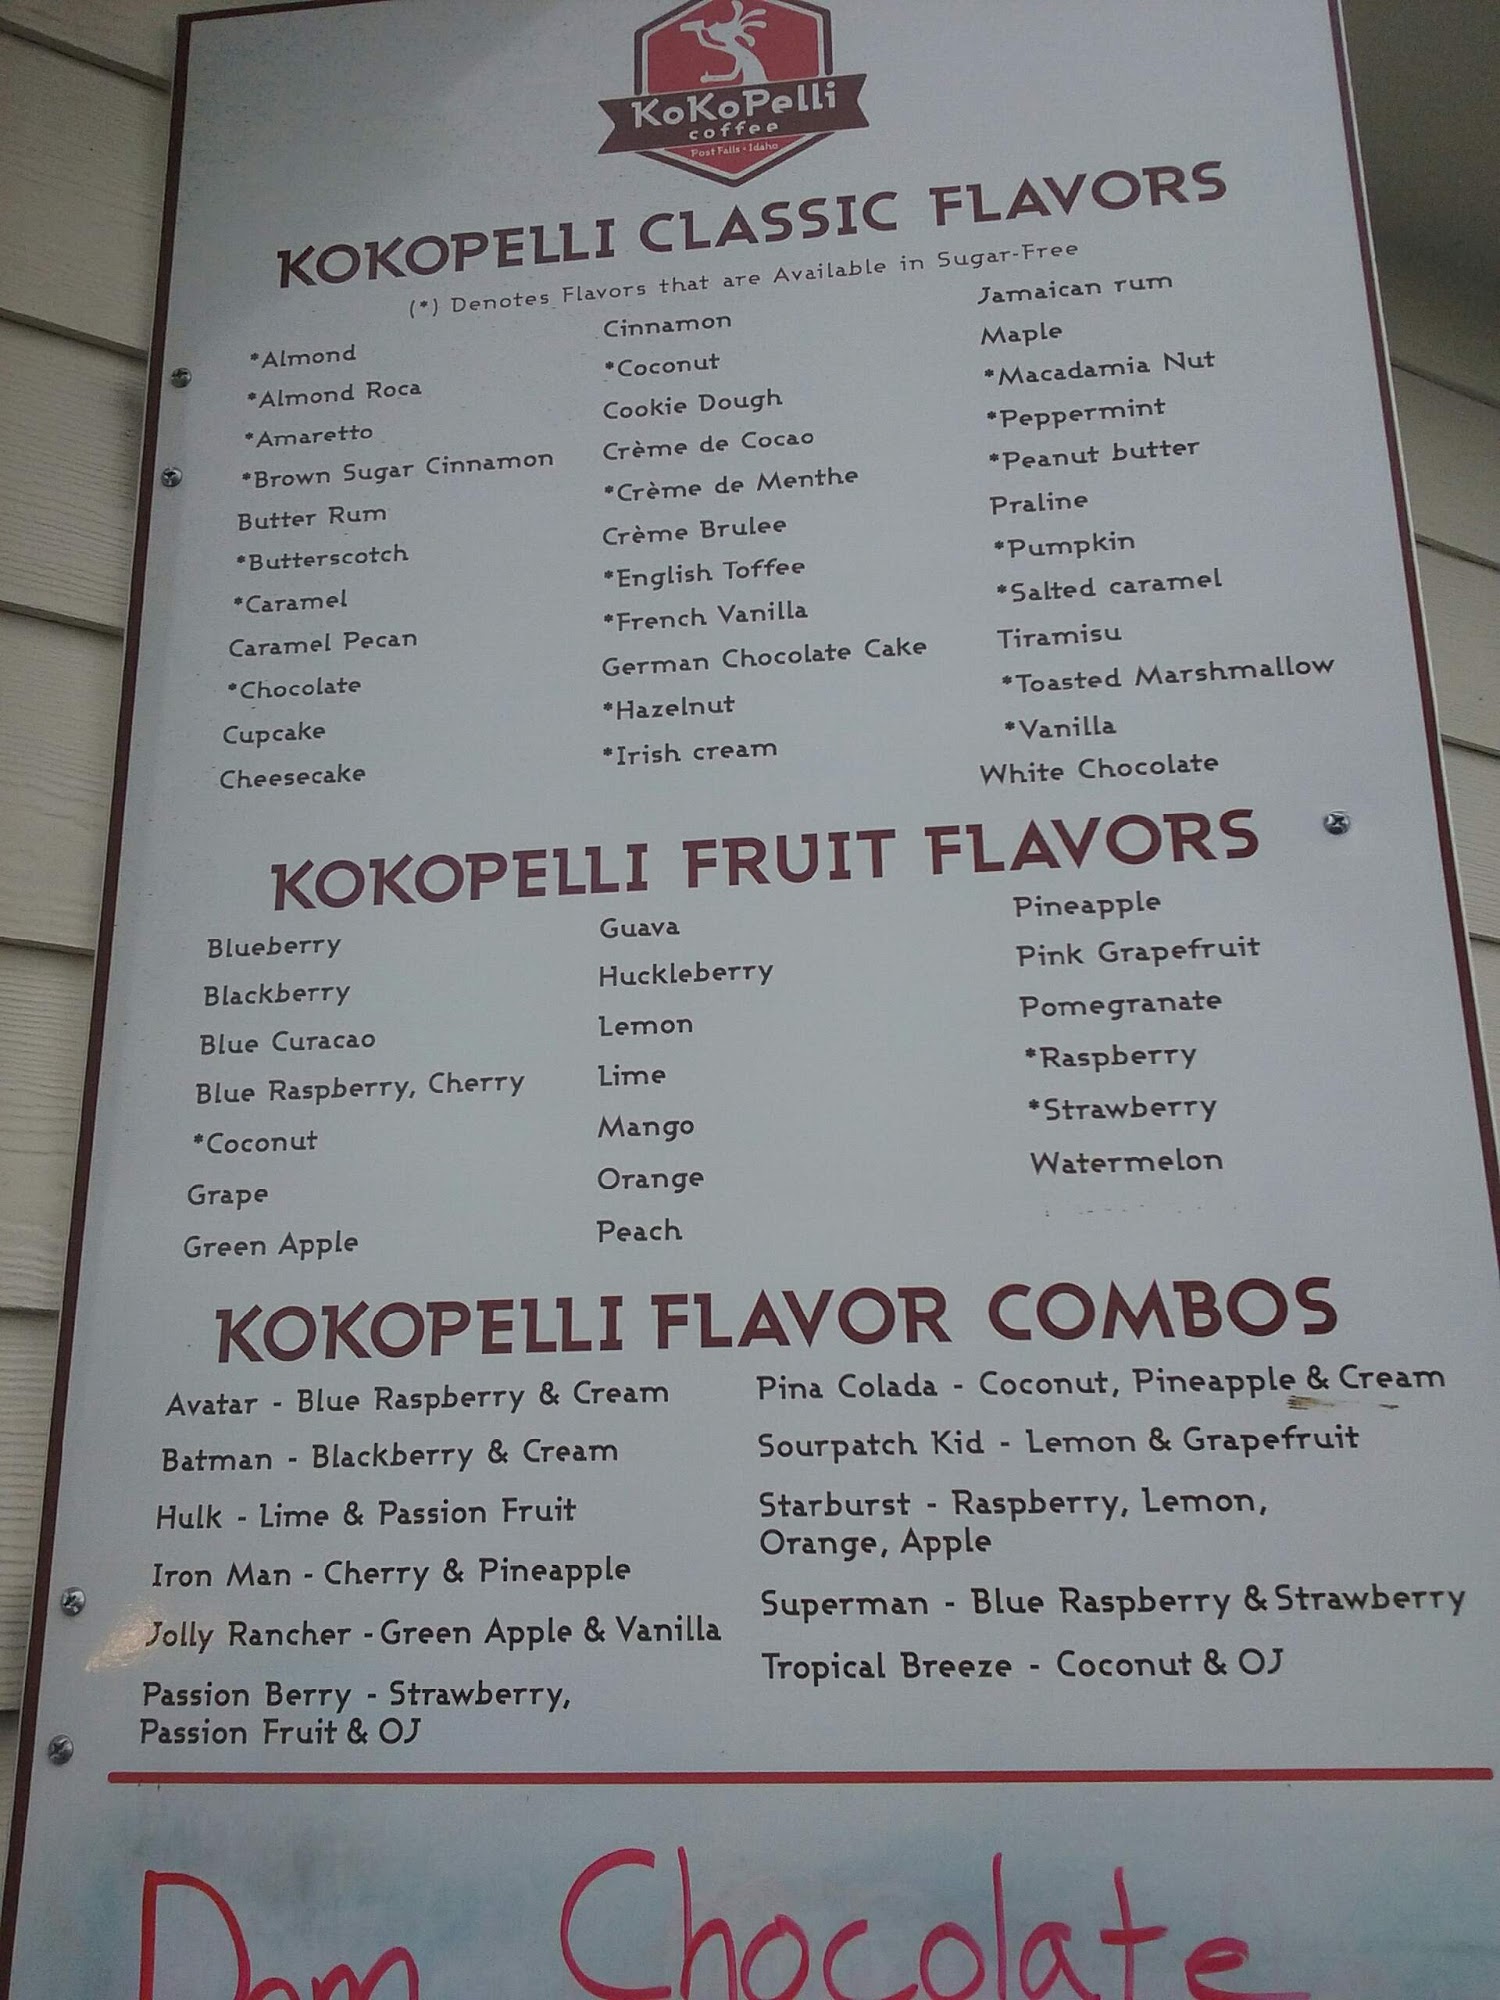 KoKoPelli
coffee
Post Falls - Idaho
KOKOPELLI CLASSIC FLAVORS
(*) Denotes Flavors that are Available in Sugar-Free
*Almond
*Almond Roca
*Amaretto
*Brown Sugar Cinnamon
Butter Rum
*Butterscotch
*Caramel
Caramel Pecan
*Chocolate
Cupcake
Cheesecake
Cinnamon
*Coconut
Cookie Dough
Crème de Cocao
*Crème de Menthe
Crème Brulee
*English Toffee
*French Vanilla
German Chocolate Cake
*Hazelnut
*Irish cream
Jamaican rum
Maple
*Macadamia Nut
*Peppermint
*Peanut butter
Praline
*Pumpkin
*Salted caramel
Tiramisu
*Toasted Marshmallow
*Vanilla
White Chocolate
KOKOPELLI FRUIT FLAVORS
Blueberry
Blackberry
Blue Curacao
Blue Raspberry, Cherry
*Coconut
Grape
Green Apple
Guava
Huckleberry
Lemon
Lime
Mango
Orange
Peach
Pineapple
Pink Grapefruit
Pomegranate
*Raspberry
*Strawberry
Watermelon
KOKOPELLI FLAVOR COMBOS
Avatar - Blue Raspberry & Cream
Batman - Blackberry & Cream
Hulk - Lime & Passion Fruit
Iron Man - Cherry & Pineapple
Jolly Rancher - Green Apple & Vanilla
Passion Berry - Strawberry,
Passion Fruit & OJ
Pina Colada - Coconut, Pineapple & Cream
Sourpatch Kid - Lemon & Grapefruit
Starburst - Raspberry, Lemon,
Orange, Apple
Superman - Blue Raspberry & Strawberry
Tropical Breeze - Coconut & OJ
Chocolate